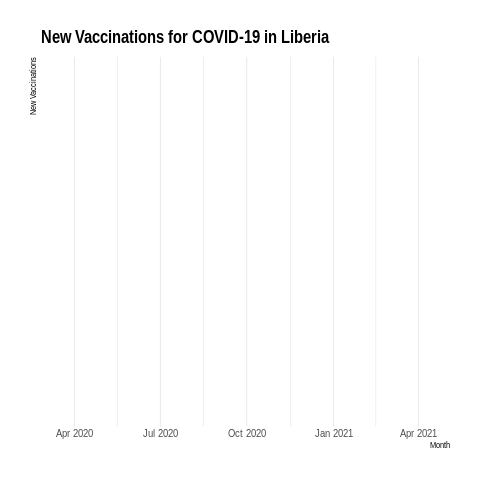 New Vaccinations for COVID-19 in Liberia
New Vaccinations
Apr 2020 Jul 2020 Oct 2020 Jan 2021 Apr 2021
Month